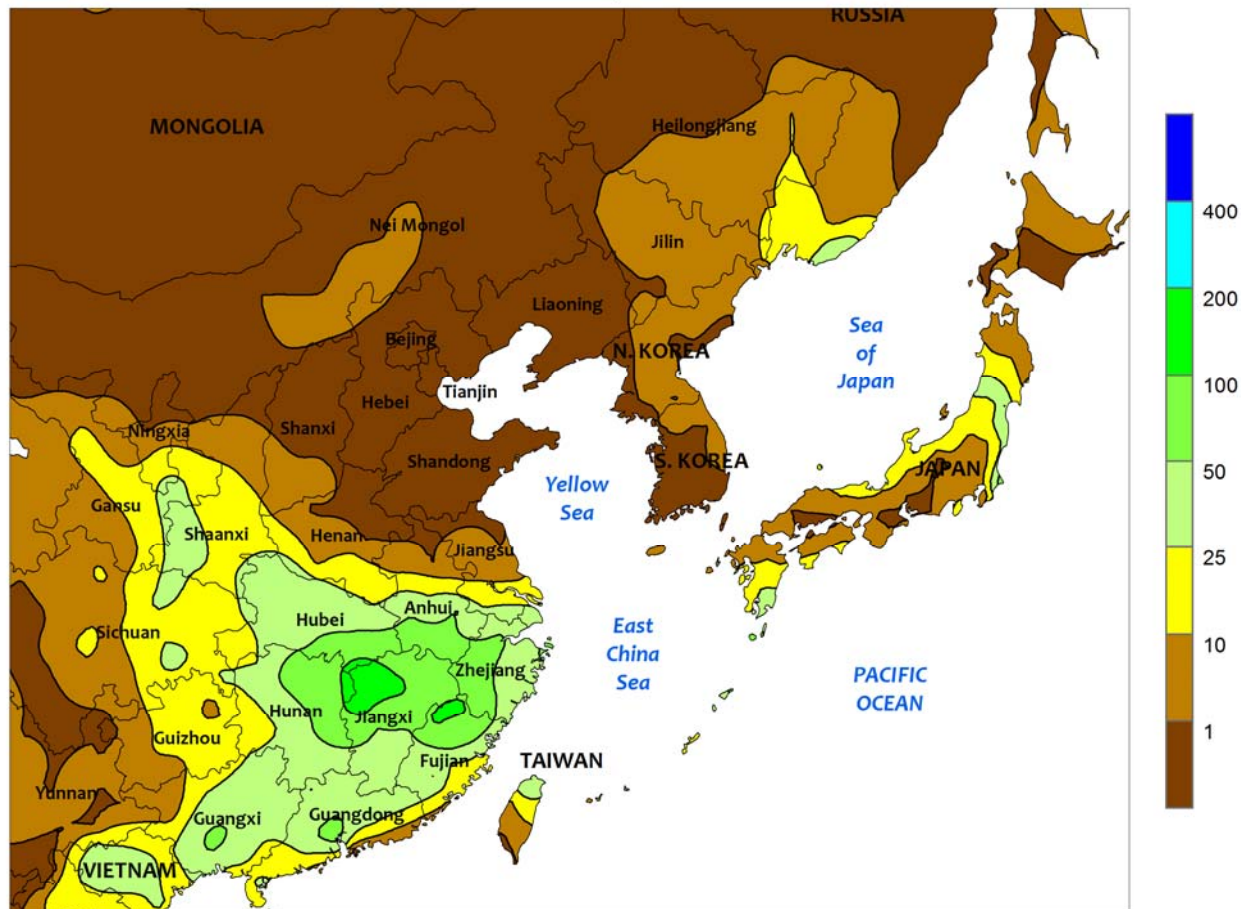 RUSSIA
MONGOLIA
Heilongjiang
Nei Mongol
Jilin
Liaoning
Bejing
N. KOREA
Sea
of
Japan
Tianjin
Hebei
Shanxi
Ningxia
Shandong
S. KOREA
JAPAN
Yellow
Sea
Gansu
Shaanxi
Henan
Jiangsu
Hubei
Anhui
Sichuan
East
China
Sea
Zhejiang
PACIFIC
OCEAN
Hunan
Jiangxi
Guizhou
Fujian
TAIWAN
Yunnan
Guangxi
Guangdong
VIETNAM
400
200
100
50
25
10
1